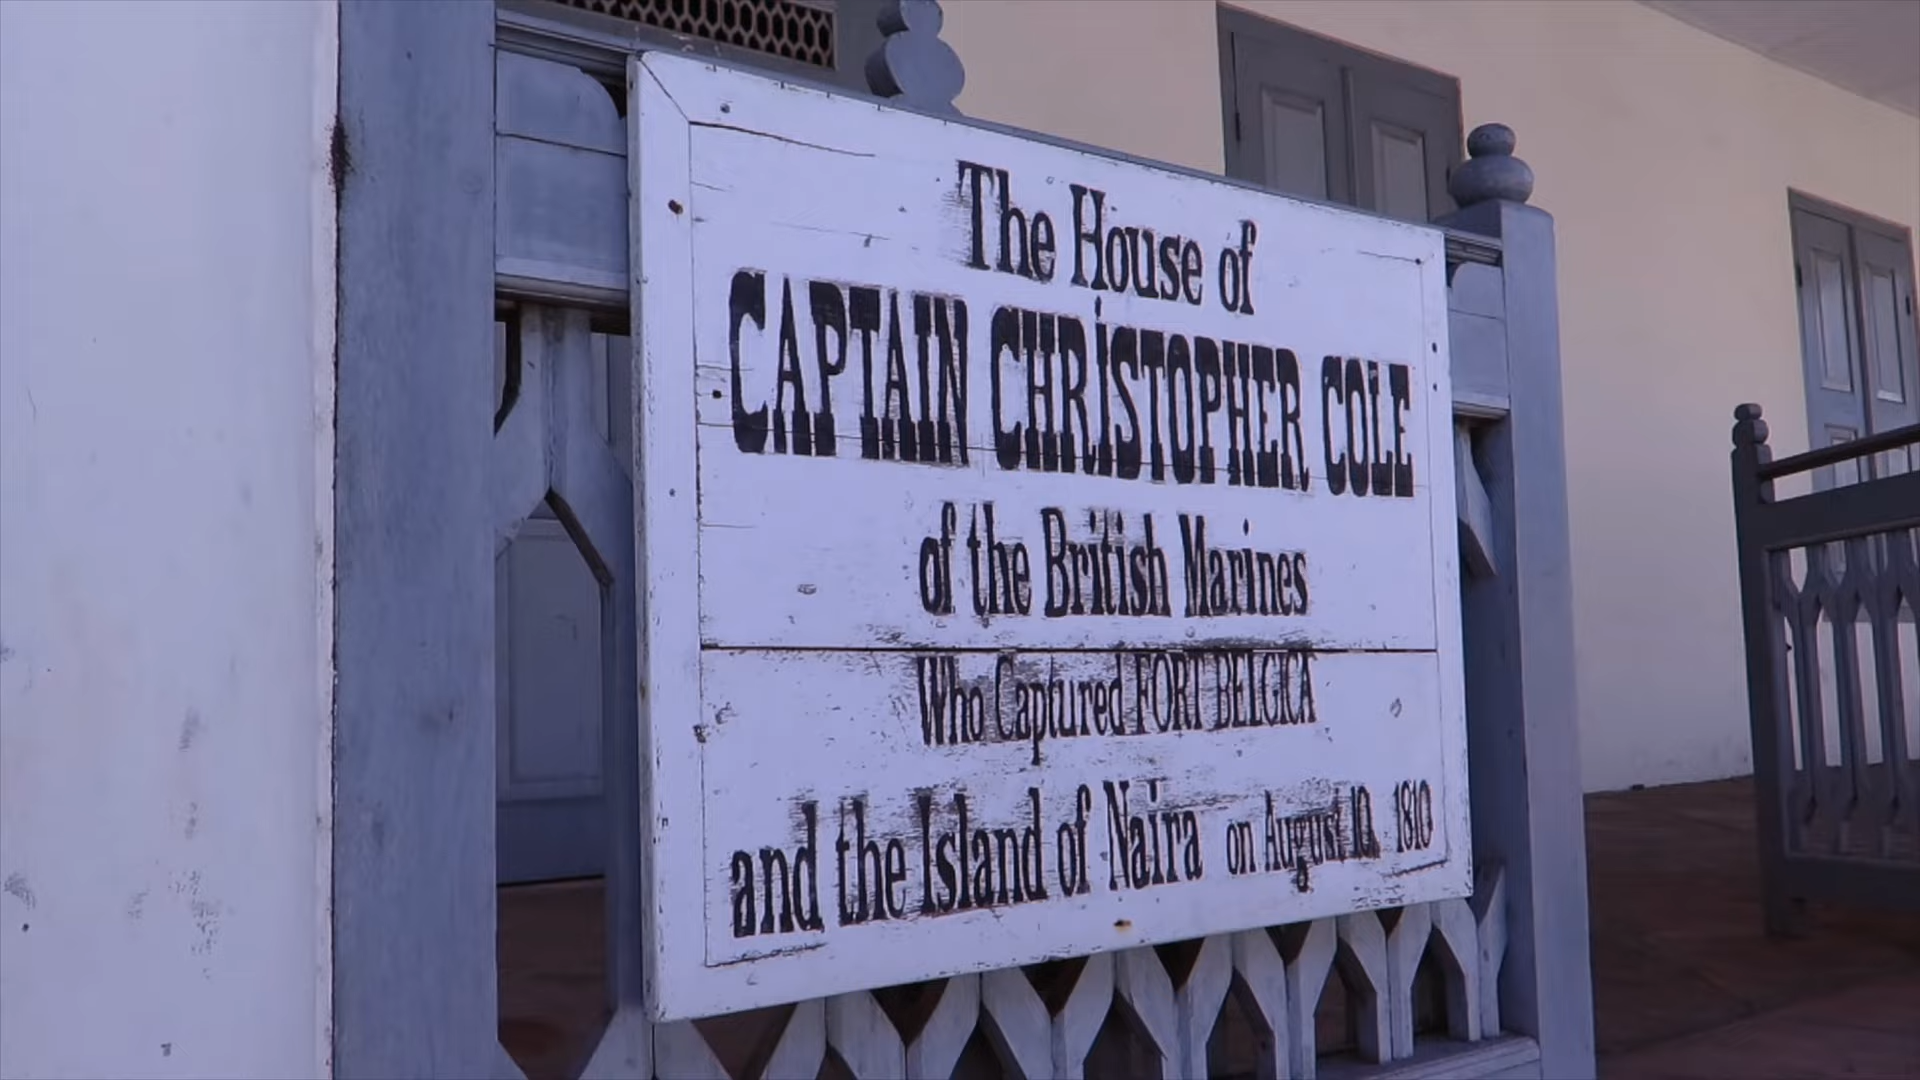 The House of
CAPTAIN CHRiSTOPHER COLE
of the British Marines
Who Captured FORT BELGICA
and the Island of Naira on August 10, 1810